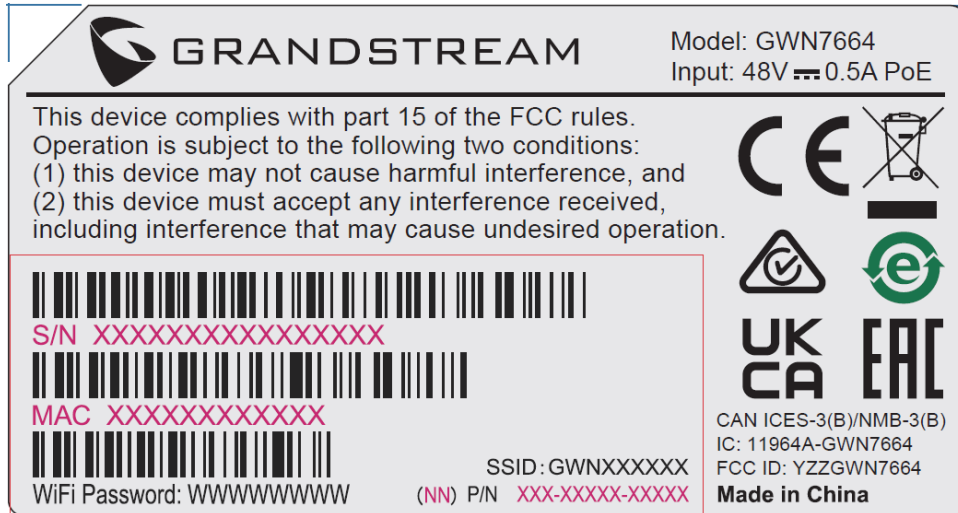 GRANDSTREAM
Model: GWN7664
Input: 48V ⎓ 0.5A PoE
This device complies with part 15 of the FCC rules.
Operation is subject to the following two conditions:
(1) this device may not cause harmful interference, and
(2) this device must accept any interference received,
including interference that may cause undesired operation.
CE
S/N XXXXXXXXXXXXXXXX
MAC XXXXXXXXXXXX
WiFi Password: WWWWWWWW
SSID:GWNXXXXXX
(NN) P/N XXX-XXXXX-XXXXX
e
UK
CA
EAC
CAN ICES-3(B)/NMB-3(B)
IC: 11964A-GWN7664
FCC ID: YZZGWN7664
Made in China